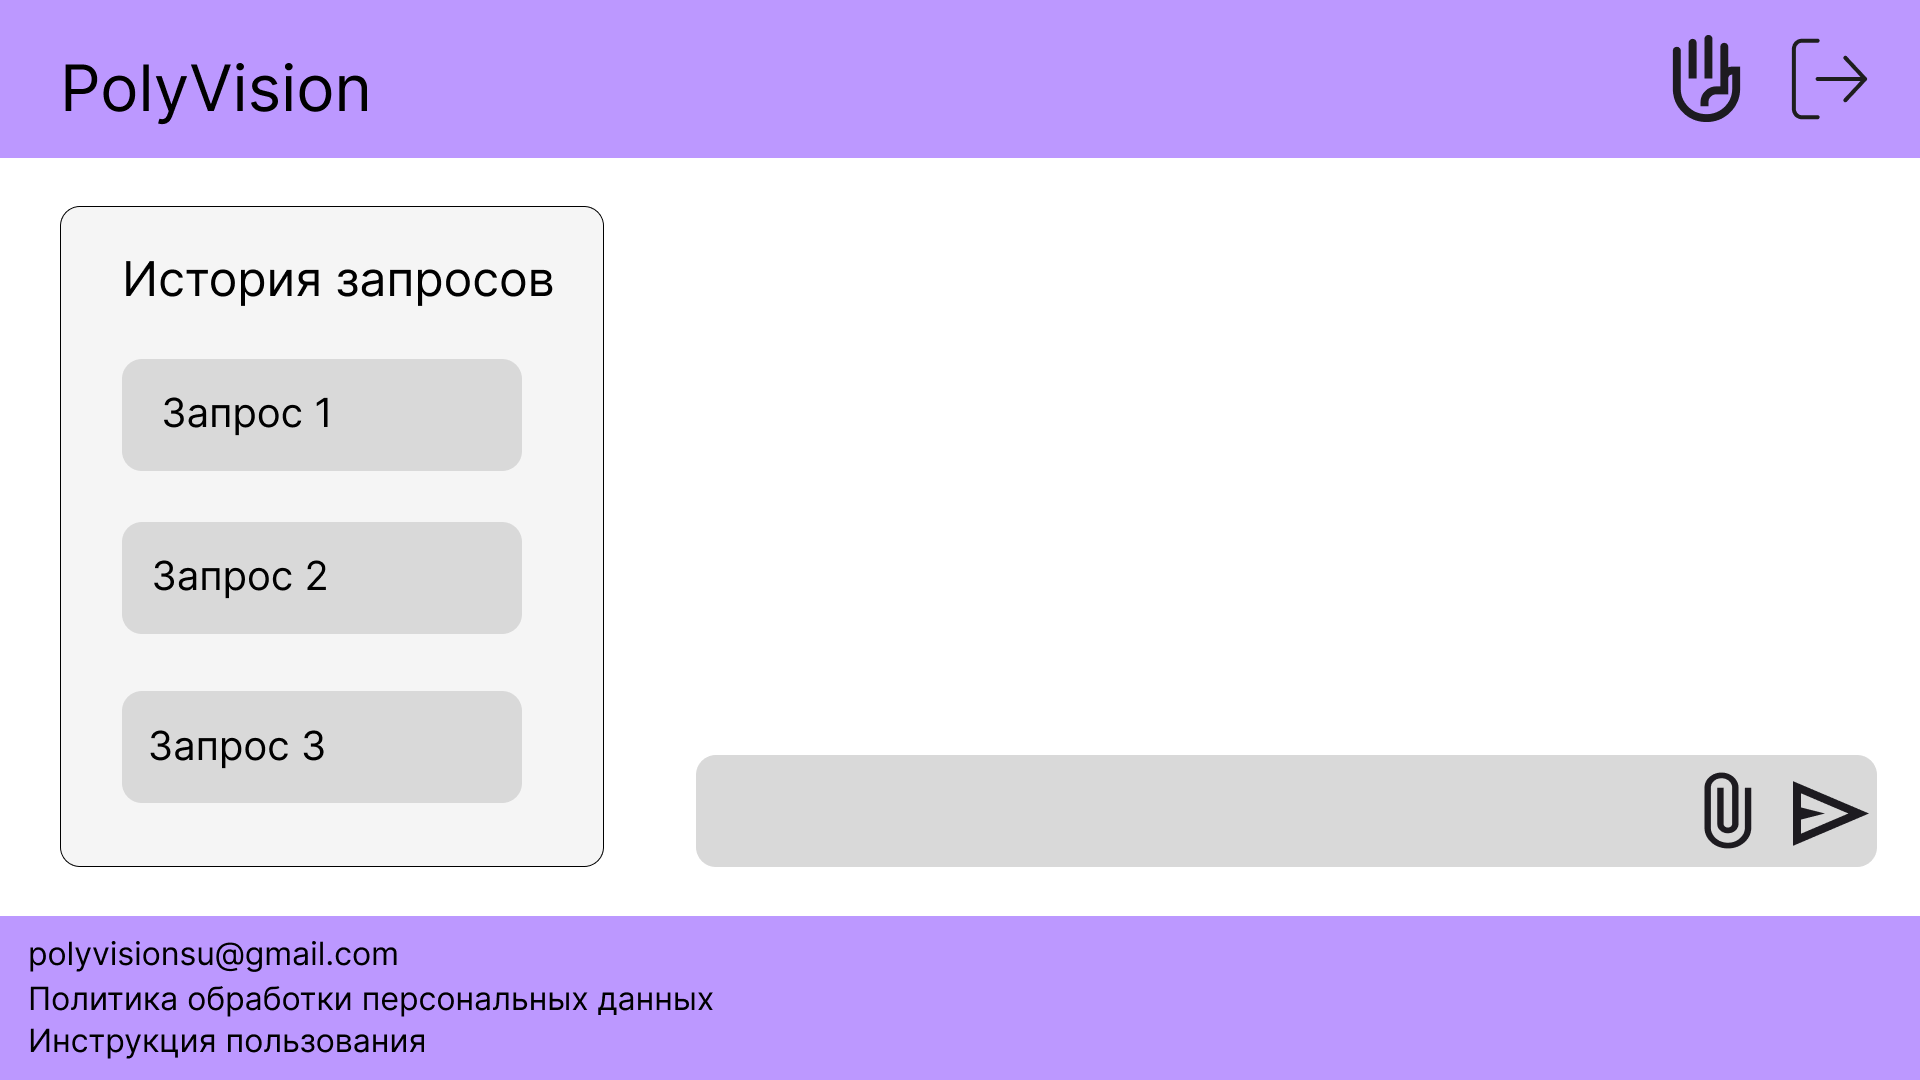 PolyVision
История запросов
Запрос 1
Запрос 2
Запрос 3
polyvisionsu@gmail.com
Политика обработки персональных данных
Инструкция пользования